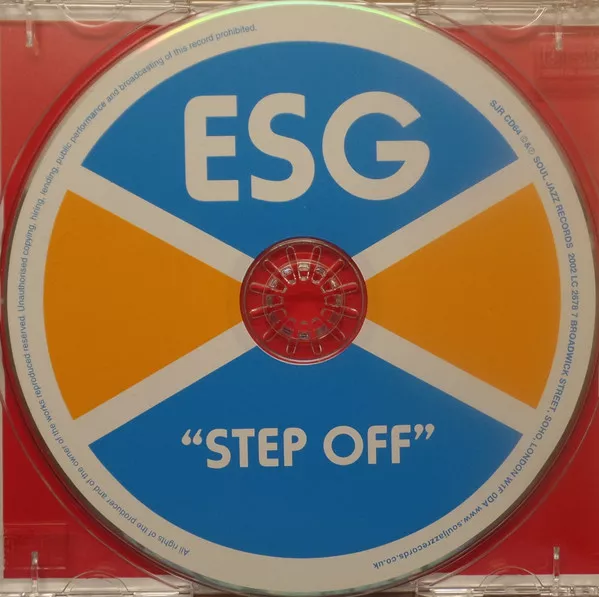 ESG
"STEP OFF"
All rights of the producer and of the owner of the works reproduced reserved. Unauthorised copying, hiring, lending, public performance and broadcasting of this record prohibited.
SJR CD64 ℗&© SOUL JAZZ RECORDS 2002 LC 2578 7 BROADWICK STREET, SOHO, LONDON W1F 0DA www.souljazzrecords.co.uk